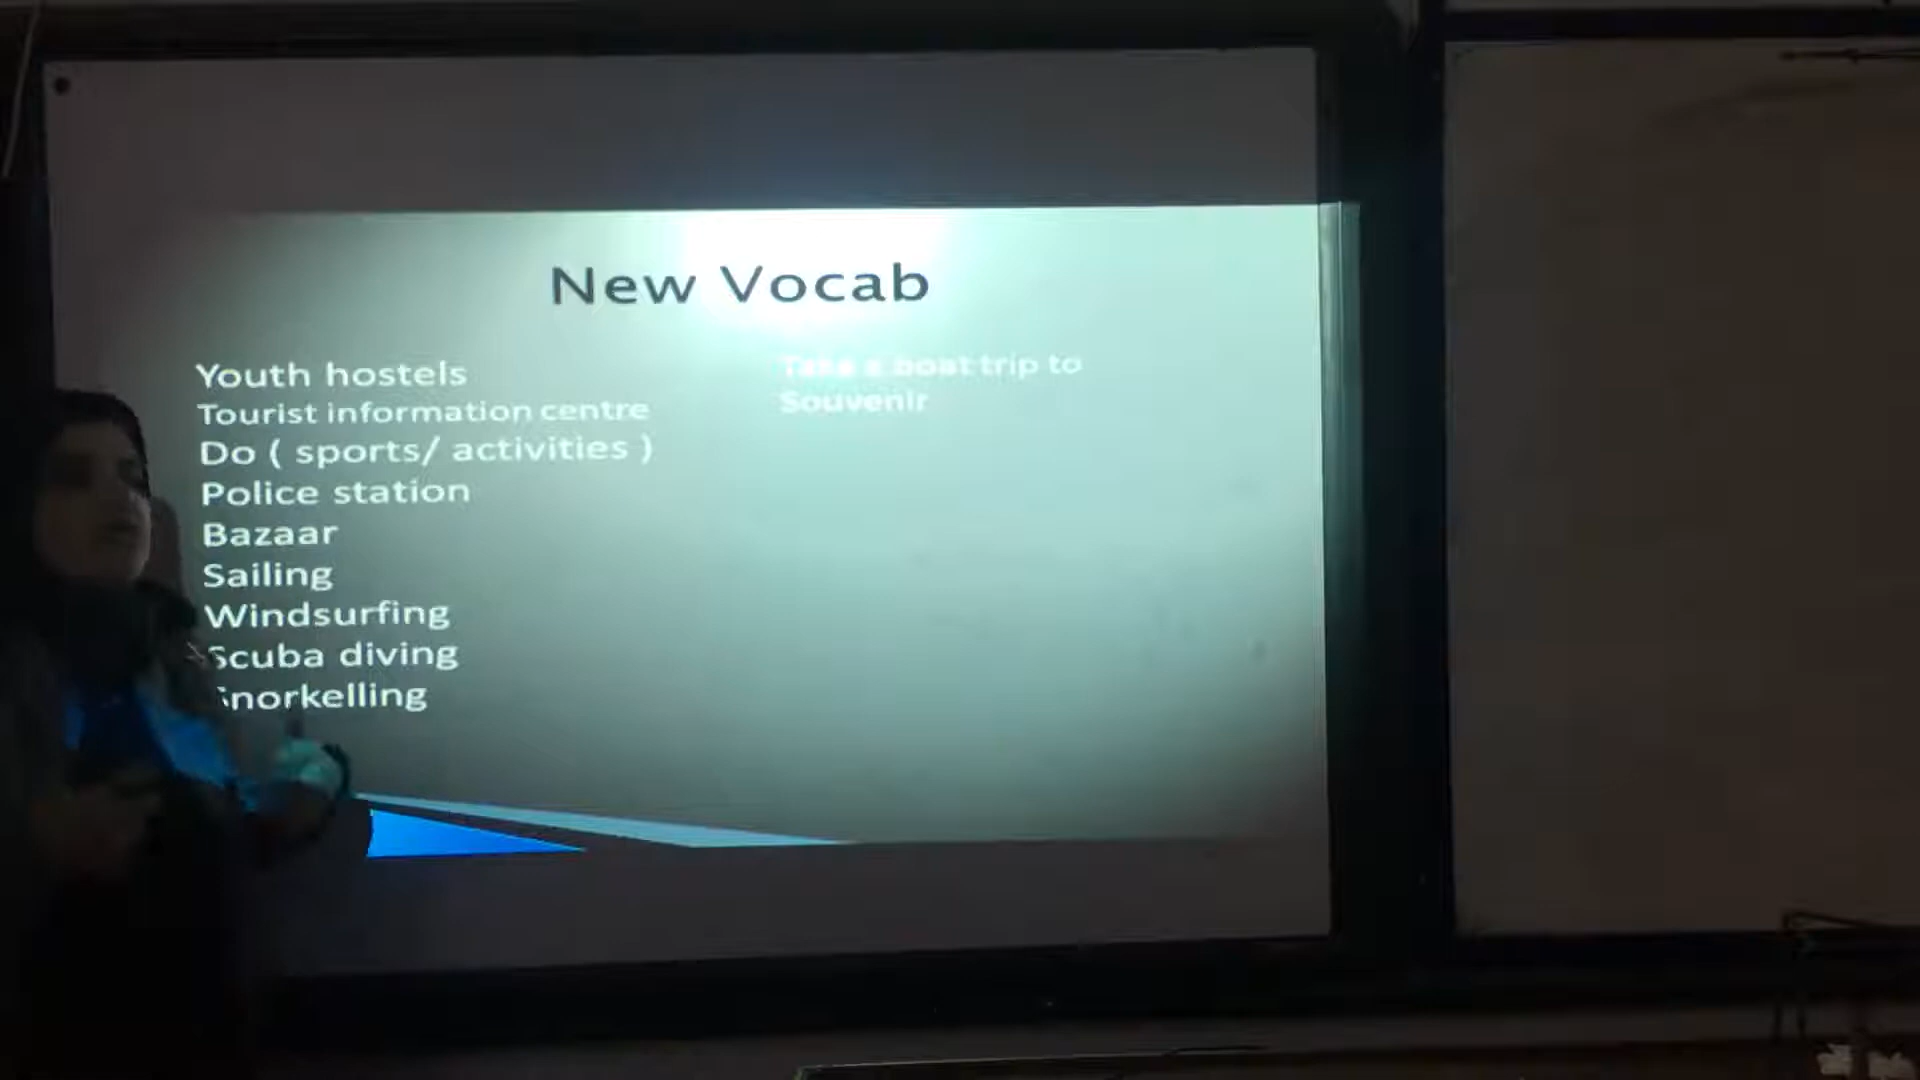 New Vocab
Youth hostels
Tourist information centre
Do ( sports/ activities )
Police station
Bazaar
Sailing
Windsurfing
Scuba diving
Snorkelling
Take a boat trip to
Souvenir